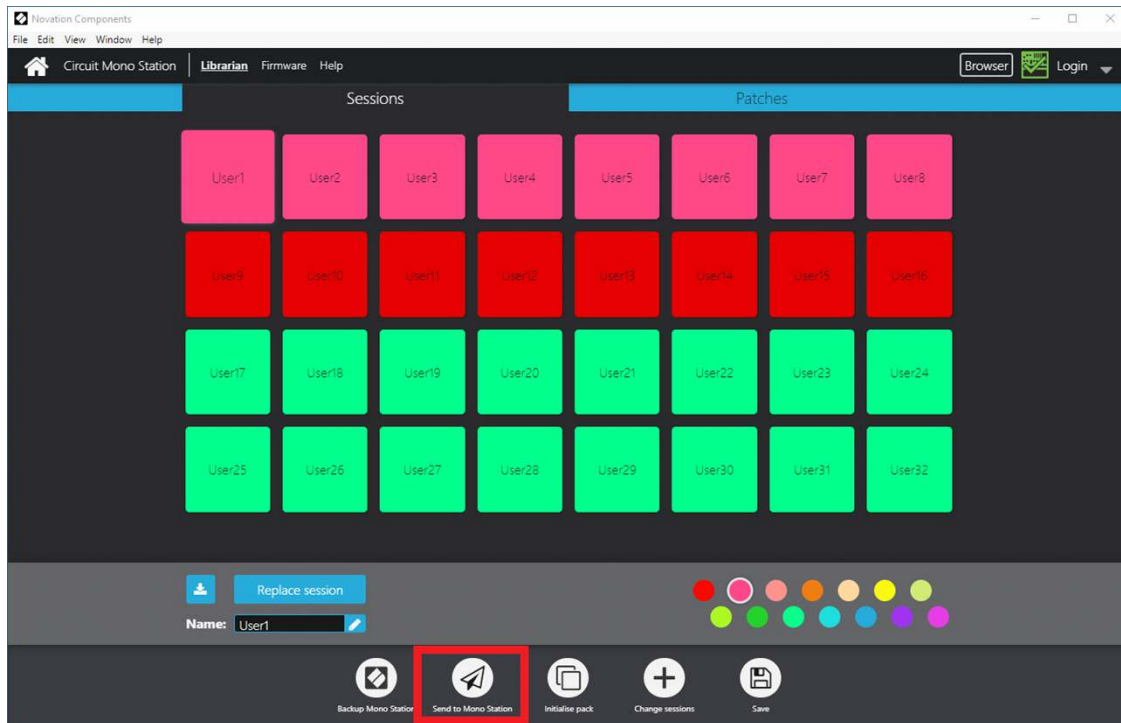 Novation Components
File Edit View Window Help
Circuit Mono Station Librarian Firmware Help Browser Login
Sessions Patches
User1 User2 User3 User4 User5 User6 User7 User8
User9 User10 User11 User12 User13 User14 User15 User16
User17 User18 User19 User20 User21 User22 User23 User24
User25 User26 User27 User28 User29 User30 User31 User32
Replace session
Name: User1
Backup Mono Station Send to Mono Station Initialise pack Change sessions Save